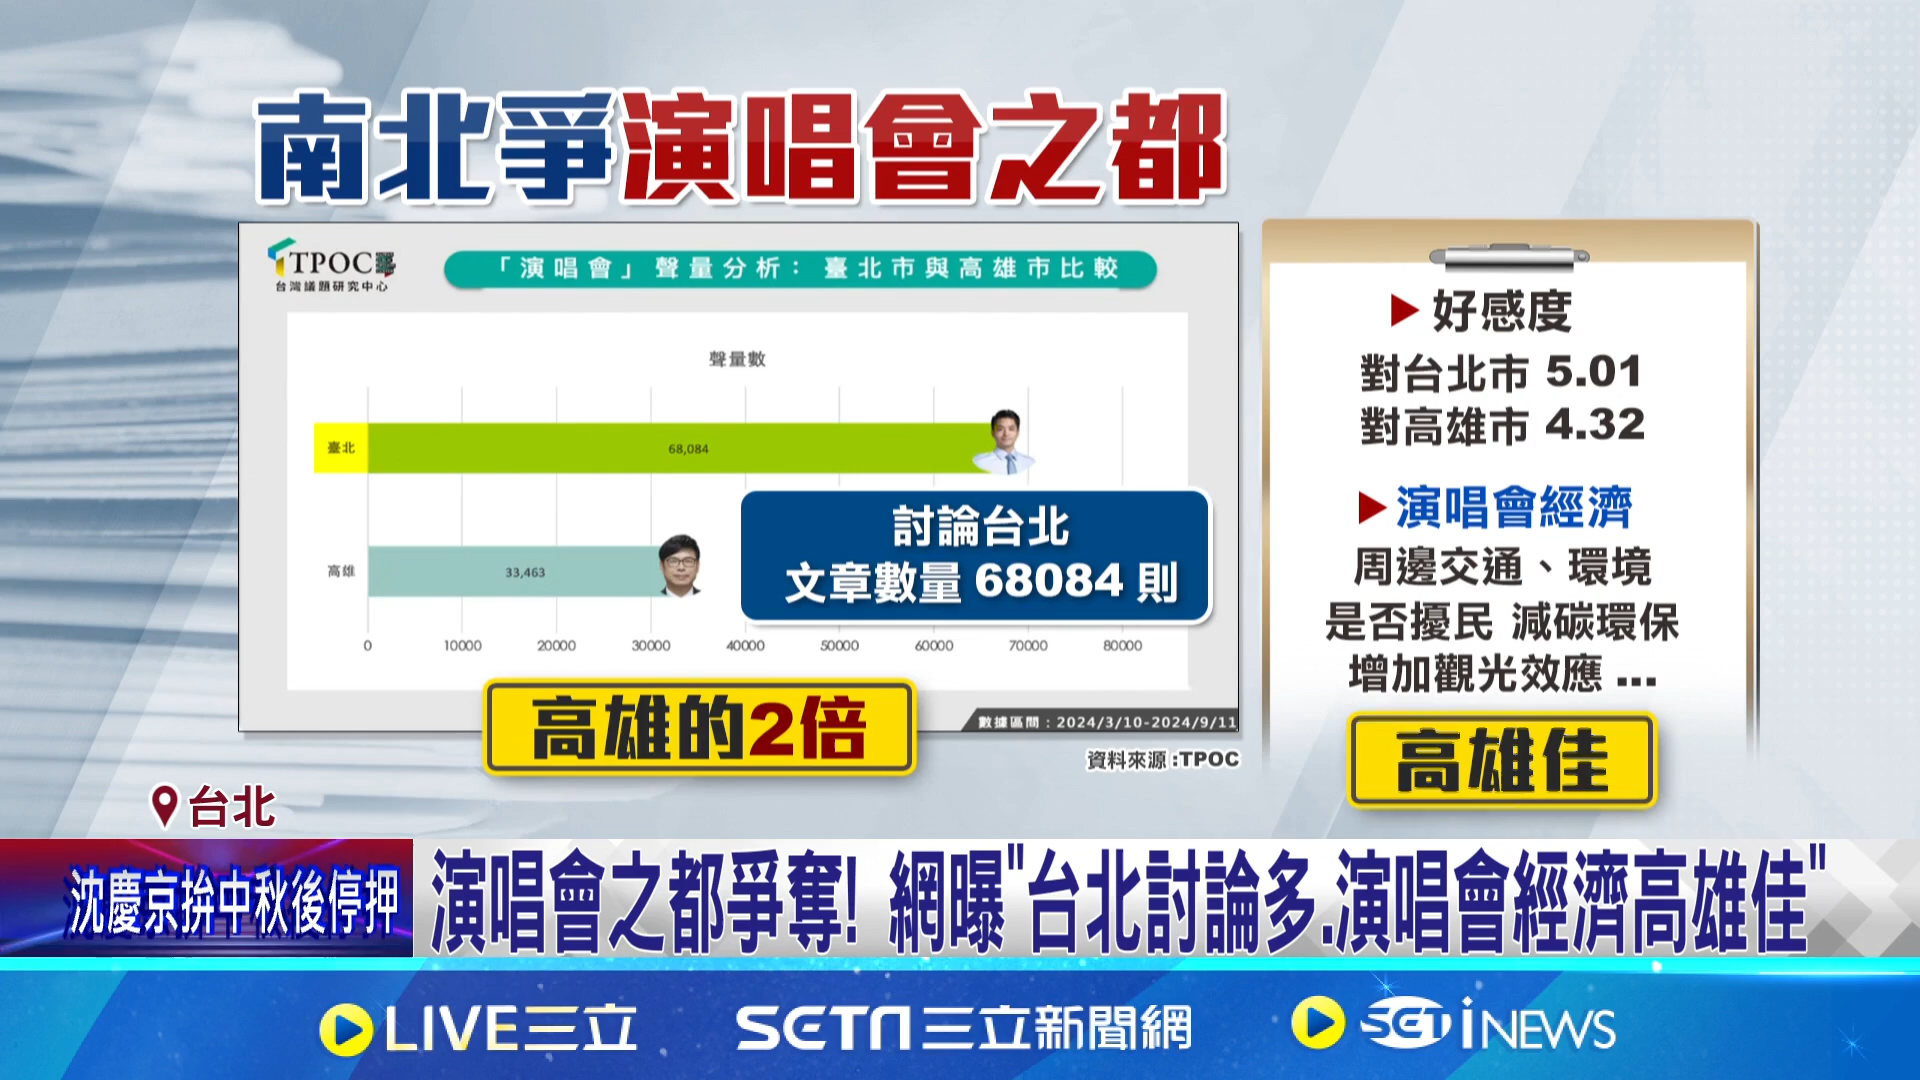 南北爭演唱會之都
TPOC
台灣議題研究中心
「演唱會」聲量分析：臺北市與高雄市比較
聲量數
臺北
68,084
高雄
33,463
0 10000 20000 30000 40000 50000 60000 70000 80000
討論台北
文章數量 68084 則
高雄的2倍
數據區間：2024/3/10-2024/9/11
資料來源:TPOC
好感度
對台北市 5.01
對高雄市 4.32
演唱會經濟
周邊交通、環境
是否擾民 減碳環保
增加觀光效應 ...
高雄佳
台北
沈慶京拚中秋後停押
演唱會之都爭奪! 網曝"台北討論多.演唱會經濟高雄佳"
LIVE三立
SETN三立新聞網
SET iNEWS